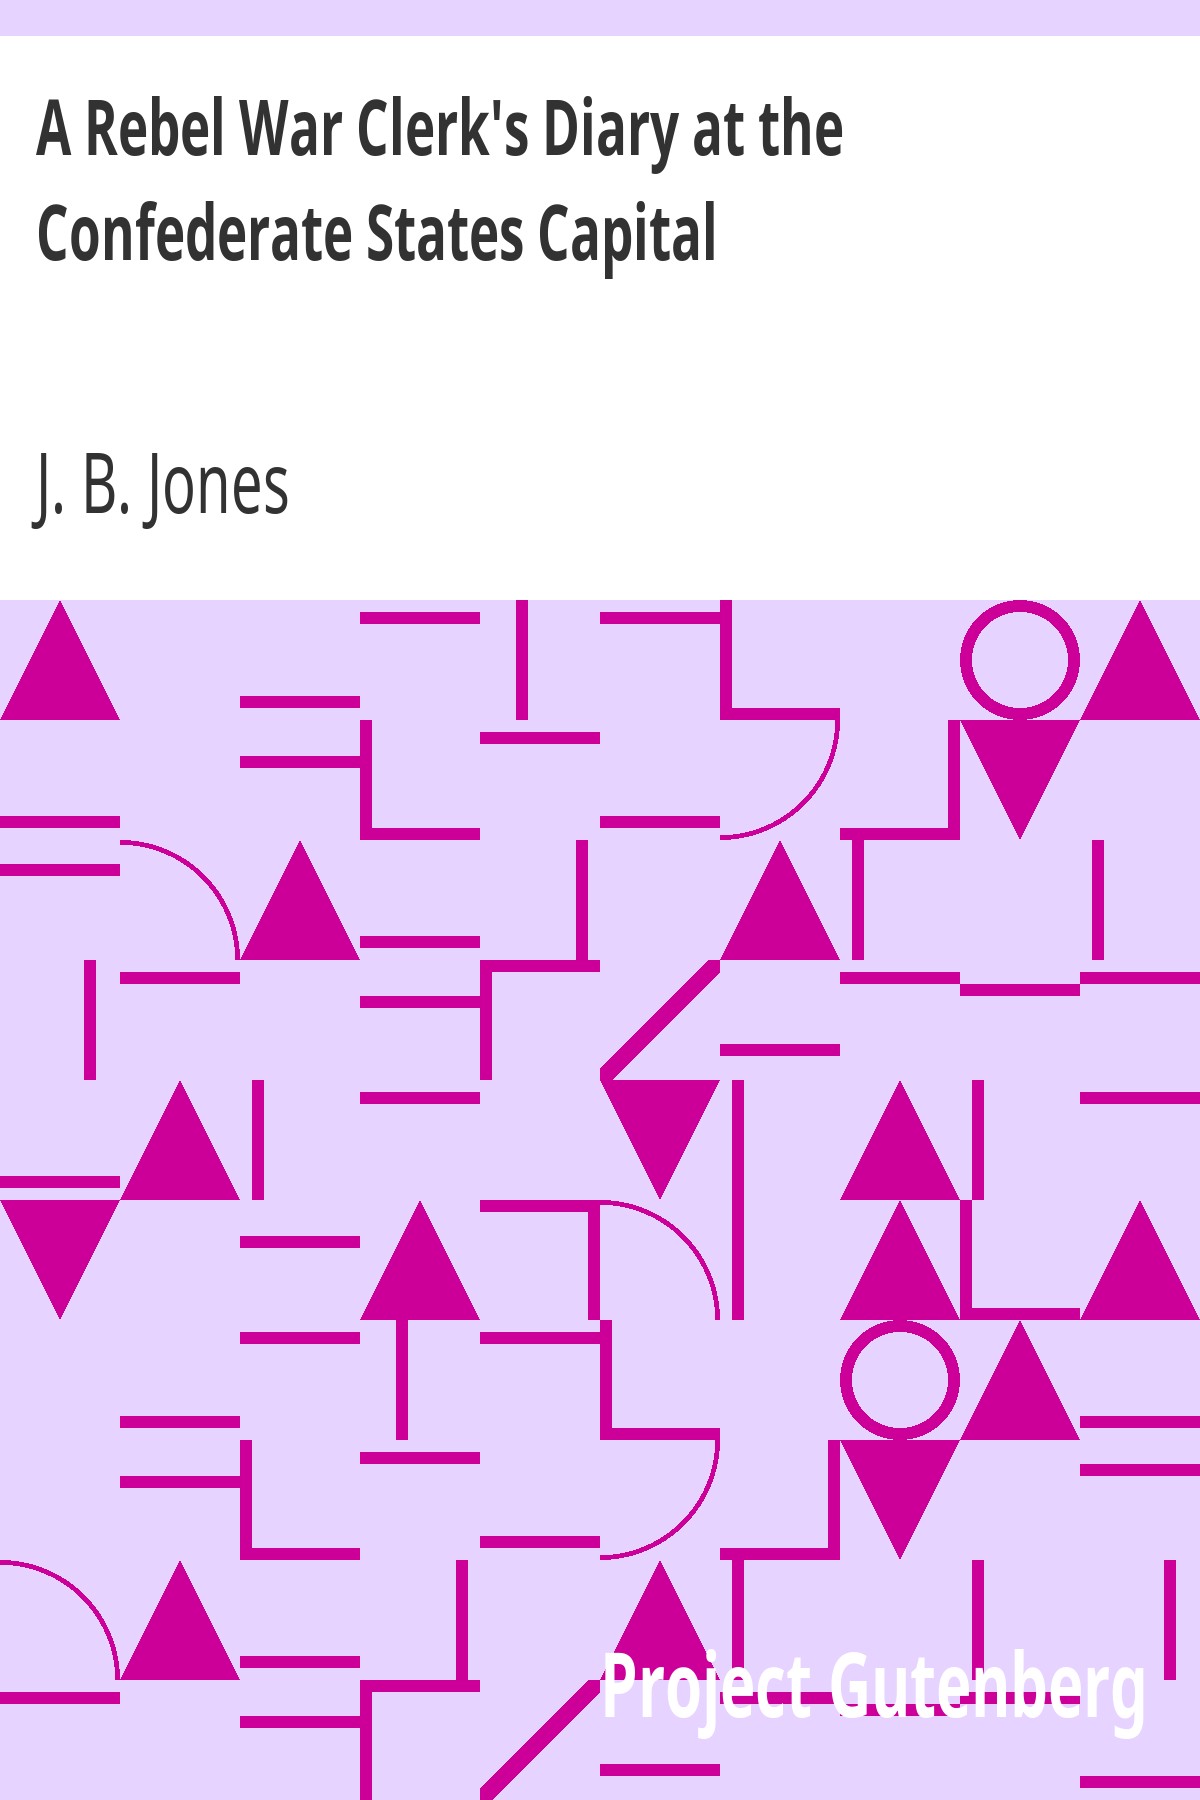 A Rebel War Clerk's Diary at the
Confederate States Capital
J. B. Jones
Project Gutenberg